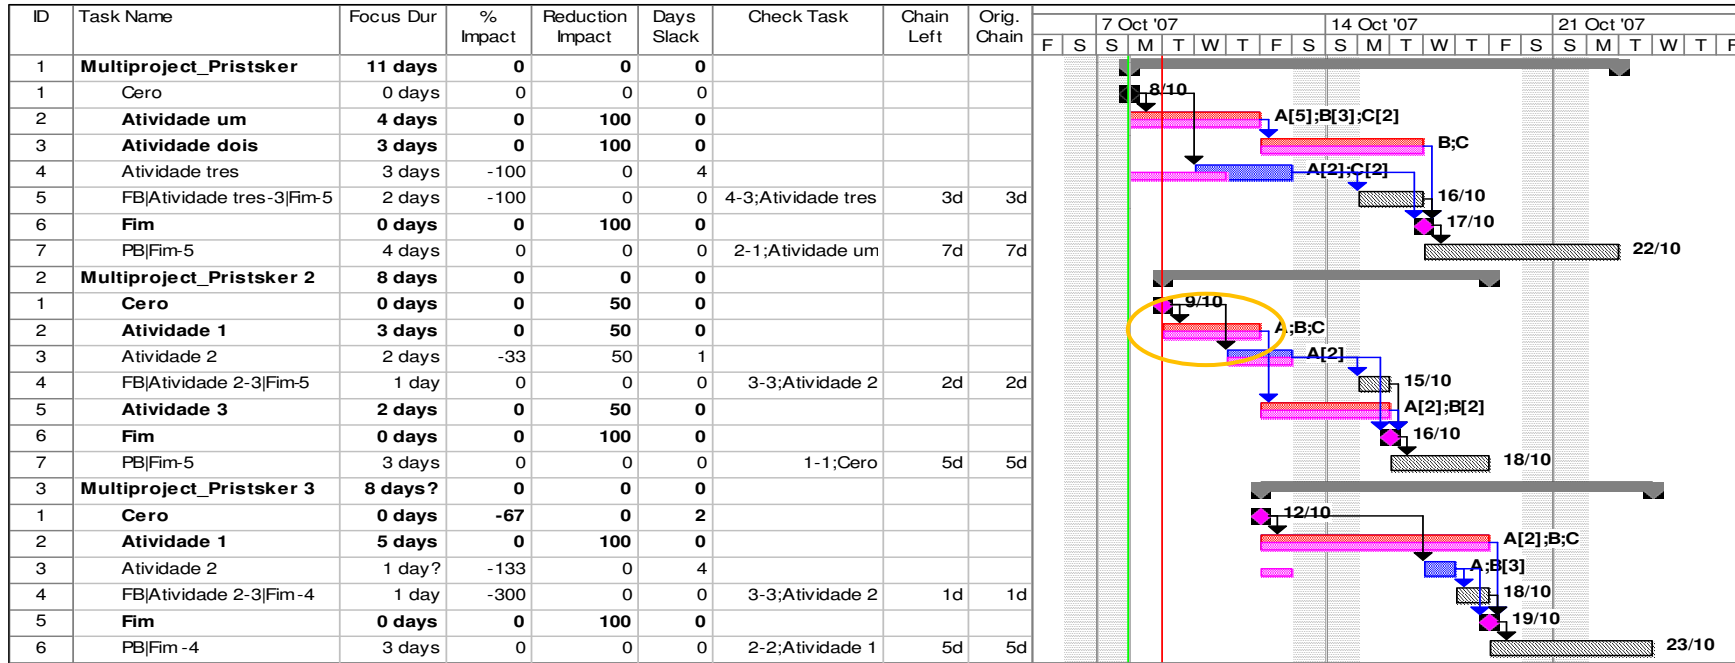 ID Task Name Focus Dur % Impact Reduction Impact Days Slack Check Task Chain Left Orig. Chain 7 Oct '07 14 Oct '07 21 Oct '07
F S S M T W T F S S M T W T F S S M T W T F
1 Multiproject_Pristsker 11 days 0 0 0
1 Cero 0 days 0 0 0 8/10
2 Atividade um 4 days 0 100 0 A[5];B[3];C[2]
3 Atividade dois 3 days 0 100 0 B;C
4 Atividade tres 3 days -100 0 4 A[2];C[2]
5 FB|Atividade tres-3|Fim-5 2 days -100 0 0 4-3;Atividade tres 3d 3d 16/10
6 Fim 0 days 0 100 0 17/10
7 PB|Fim-5 4 days 0 0 0 2-1;Atividade um 7d 7d 22/10
2 Multiproject_Pristsker 2 8 days 0 0 0
1 Cero 0 days 0 50 0 9/10
2 Atividade 1 3 days 0 50 0 A;B;C
3 Atividade 2 2 days -33 50 1 A[2]
4 FB|Atividade 2-3|Fim-5 1 day 0 0 0 3-3;Atividade 2 2d 2d 15/10
5 Atividade 3 2 days 0 50 0 A[2];B[2]
6 Fim 0 days 0 100 0 16/10
7 PB|Fim-5 3 days 0 0 0 1-1;Cero 5d 5d 18/10
3 Multiproject_Pristsker 3 8 days? 0 0 0
1 Cero 0 days -67 0 2 12/10
2 Atividade 1 5 days 0 100 0 A[2];B;C
3 Atividade 2 1 day? -133 0 4 A;B[3]
4 FB|Atividade 2-3|Fim-4 1 day -300 0 0 3-3;Atividade 2 1d 1d 18/10
5 Fim 0 days 0 100 0 19/10
6 PB|Fim-4 3 days 0 0 0 2-2;Atividade 1 5d 5d 23/10